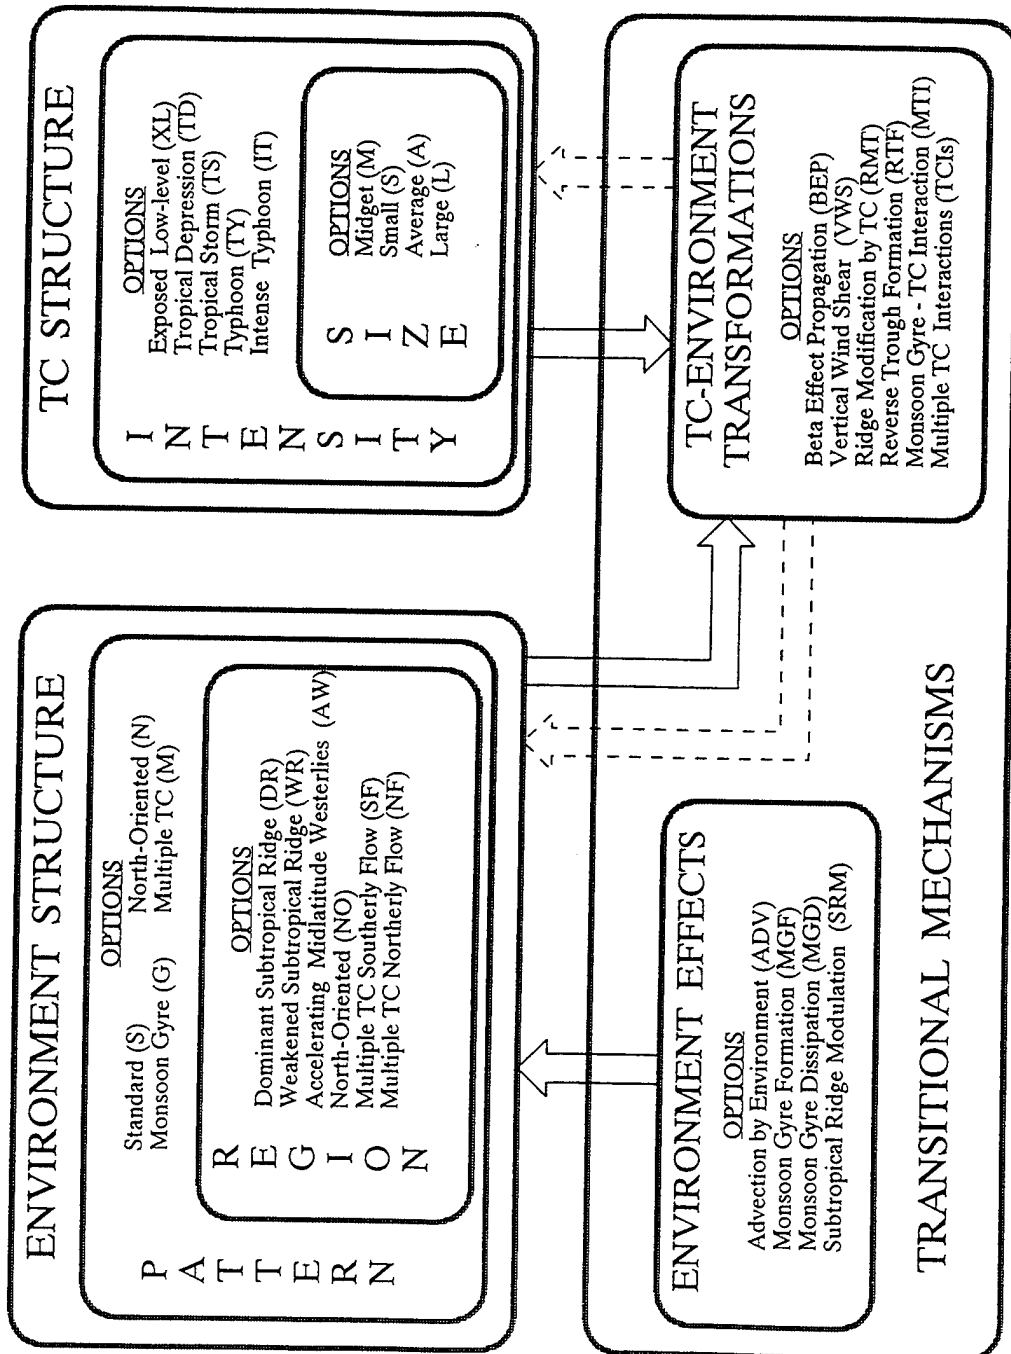 ENVIRONMENT STRUCTURE
PATTERN
OPTIONS
Standard (S) North-Oriented (N)
Monsoon Gyre (G) Multiple TC (M)
REGION
OPTIONS
Dominant Subtropical Ridge (DR)
Weakened Subtropical Ridge (WR)
Accelerating Midlatitude Westerlies (AW)
North-Oriented (NO)
Multiple TC Southerly Flow (SF)
Multiple TC Northerly Flow (NF)
TC STRUCTURE
INTENSITY
OPTIONS
Exposed Low-level (XL)
Tropical Depression (TD)
Tropical Storm (TS)
Typhoon (TY)
Intense Typhoon (IT)
SIZE
OPTIONS
Midget (M)
Small (S)
Average (A)
Large (L)
ENVIRONMENT EFFECTS
OPTIONS
Advection by Environment (ADV)
Monsoon Gyre Formation (MGF)
Monsoon Gyre Dissipation (MGD)
Subtropical Ridge Modulation (SRM)
TC-ENVIRONMENT
TRANSFORMATIONS
OPTIONS
Beta Effect Propagation (BEP)
Vertical Wind Shear (VWS)
Ridge Modification by TC (RMT)
Reverse Trough Formation (RTF)
Monsoon Gyre - TC Interaction (MTI)
Multiple TC Interactions (TCIs)
TRANSITIONAL MECHANISMS